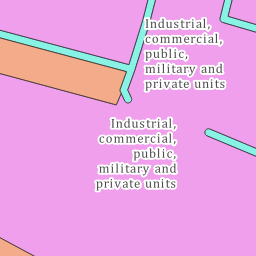 Industrial,
commercial,
public,
military and
private units
Industrial,
commercial,
public,
military and
private units